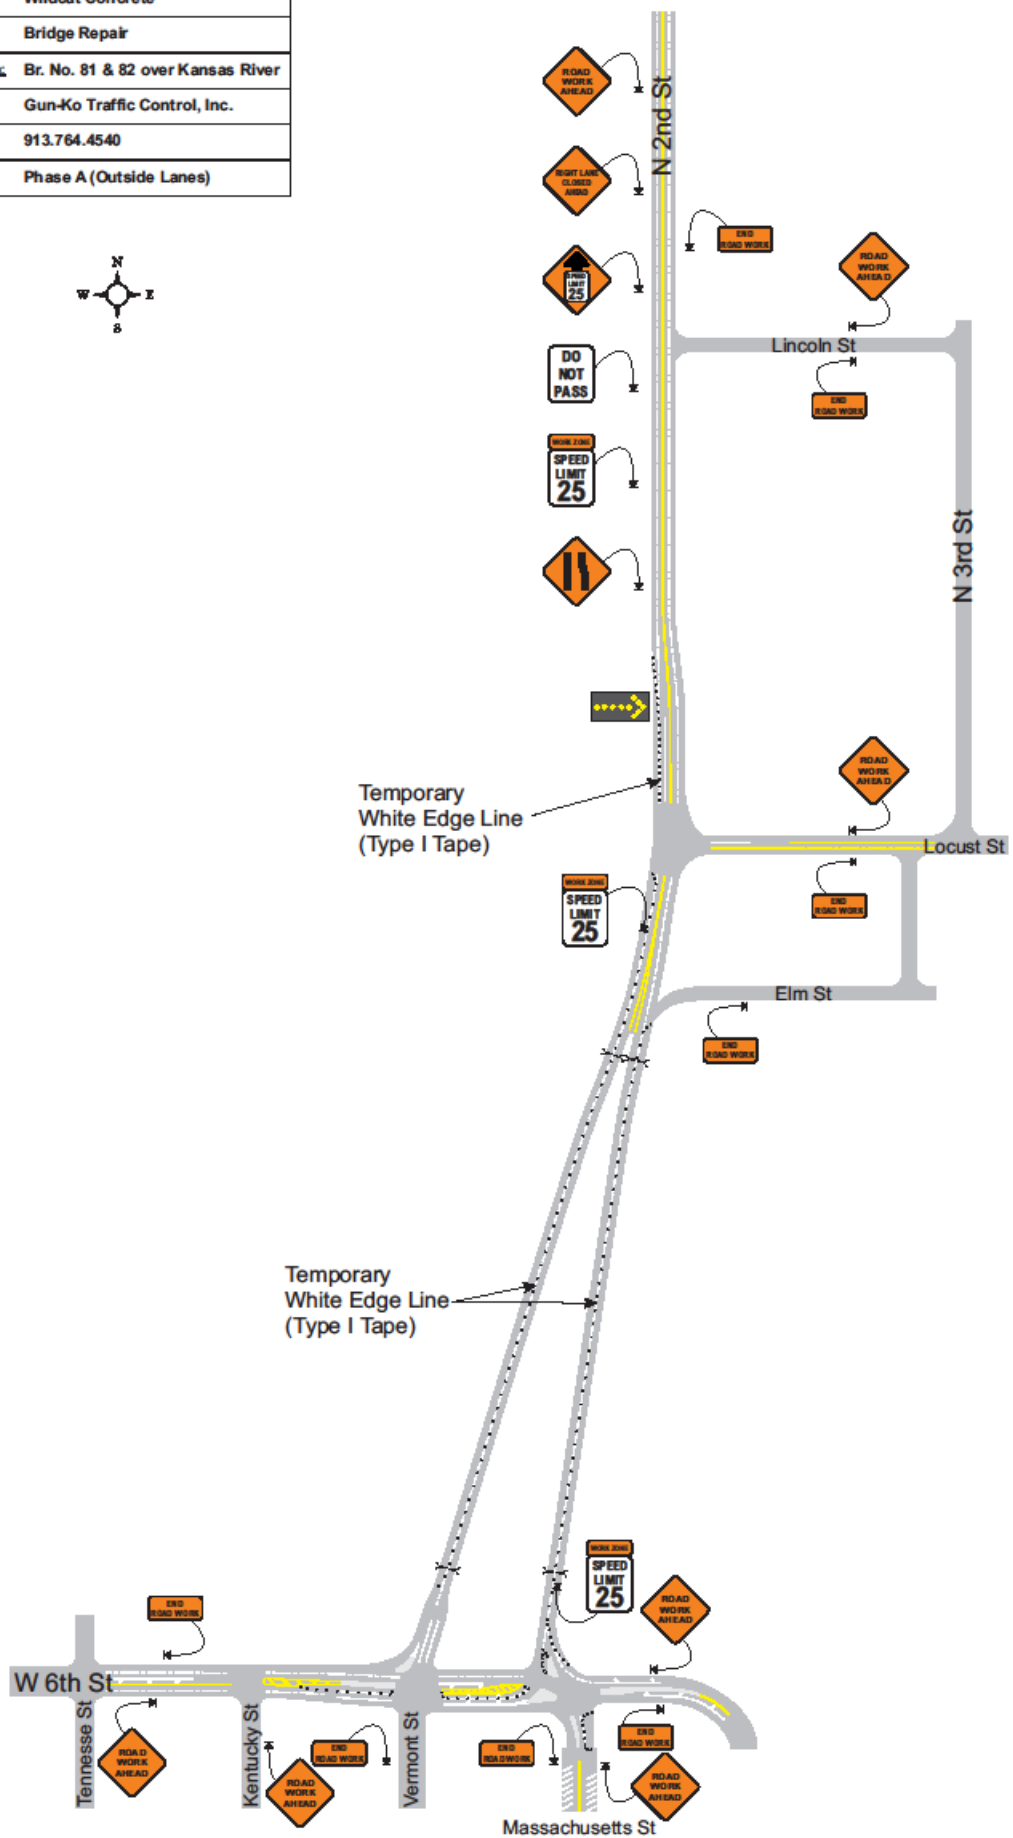 Wildcat Concrete
Bridge Repair
Br. No. 81 & 82 over Kansas River
Gun-Ko Traffic Control, Inc.
913.764.4540
Phase A (Outside Lanes)
N
W
E
S
N 2nd St
ROAD
WORK
AHEAD
RIGHT LANE
CLOSED
AHEAD
SPEED
LIMIT
25
DO
NOT
PASS
WORK ZONE
SPEED
LIMIT
25
END
ROAD WORK
ROAD
WORK
AHEAD
Lincoln St
END
ROAD WORK
N 3rd St
Temporary
White Edge Line
(Type I Tape)
ROAD
WORK
AHEAD
Locust St
END
ROAD WORK
WORK ZONE
SPEED
LIMIT
25
Elm St
END
ROAD WORK
Temporary
White Edge Line
(Type I Tape)
WORK ZONE
SPEED
LIMIT
25
ROAD
WORK
AHEAD
END
ROAD WORK
W 6th St
Tennesse St
ROAD
WORK
AHEAD
Kentucky St
ROAD
WORK
AHEAD
END
ROAD WORK
Vermont St
END
ROADWORK
END
ROAD WORK
ROAD
WORK
AHEAD
Massachusetts St